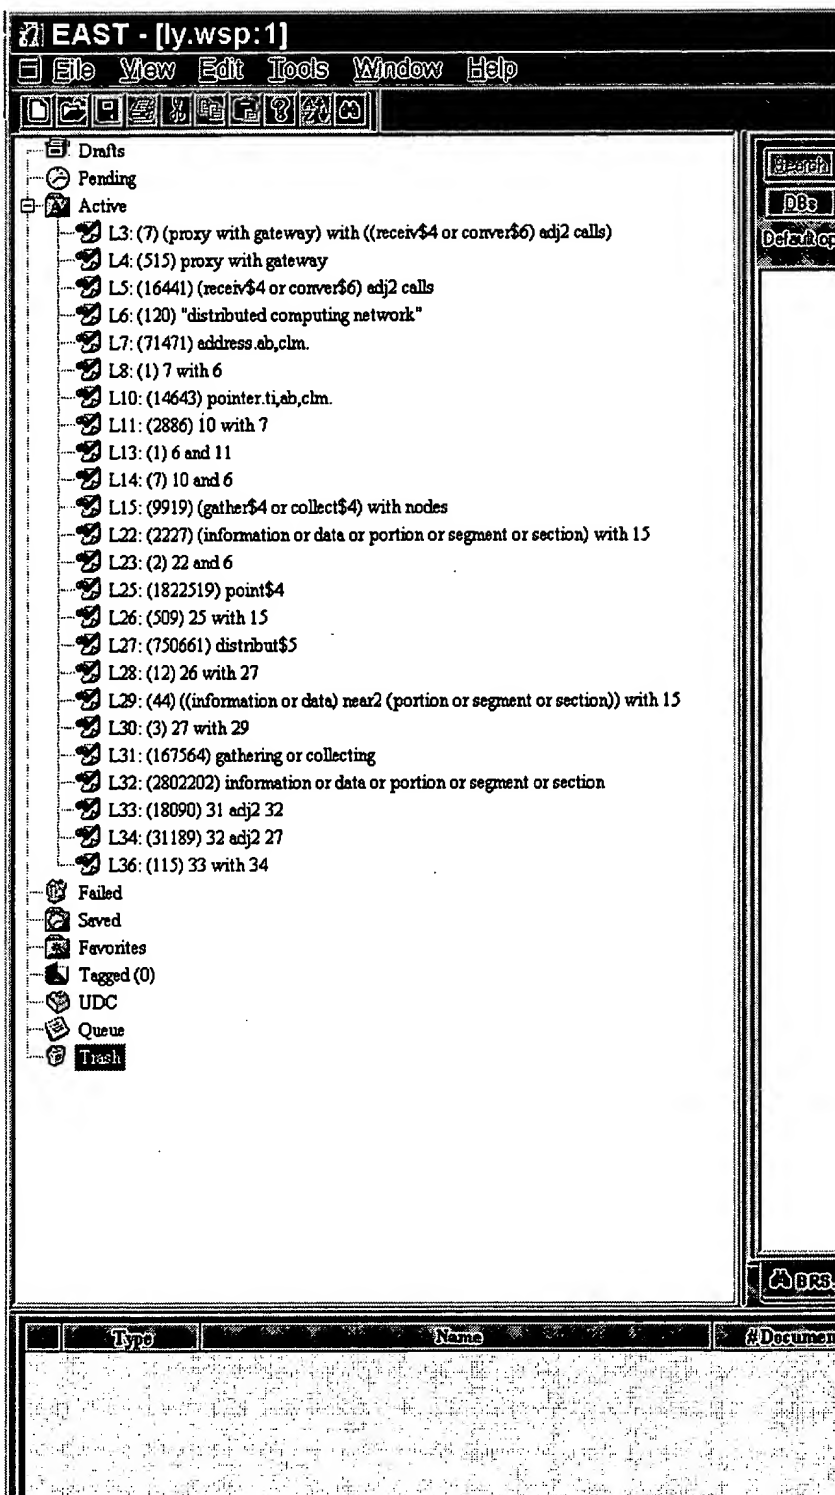 EAST - [ly.wsp:1]
File View Edit Tools Window Help
Drafts
Pending
Active
L3: (7) (proxy with gateway) with ((receiv$4 or conver$6) adj2 calls)
L4: (515) proxy with gateway
L5: (16441) (receiv$4 or conver$6) adj2 calls
L6: (120) "distributed computing network"
L7: (71471) address.ab,clm.
L8: (1) 7 with 6
L10: (14643) pointer.ti,ab,clm.
L11: (2886) 10 with 7
L13: (1) 6 and 11
L14: (7) 10 and 6
L15: (9919) (gather$4 or collect$4) with nodes
L22: (2227) (information or data or portion or segment or section) with 15
L23: (2) 22 and 6
L25: (1822519) point$4
L26: (509) 25 with 15
L27: (750661) distribut$5
L28: (12) 26 with 27
L29: (44) ((information or data) near2 (portion or segment or section)) with 15
L30: (3) 27 with 29
L31: (167564) gathering or collecting
L32: (2802202) information or data or portion or segment or section
L33: (18090) 31 adj2 32
L34: (31189) 32 adj2 27
L36: (115) 33 with 34
Failed
Saved
Favorites
Tagged (0)
UDC
Queue
Trash
Search
DBs
Default op
BRS
Type Name # Documen